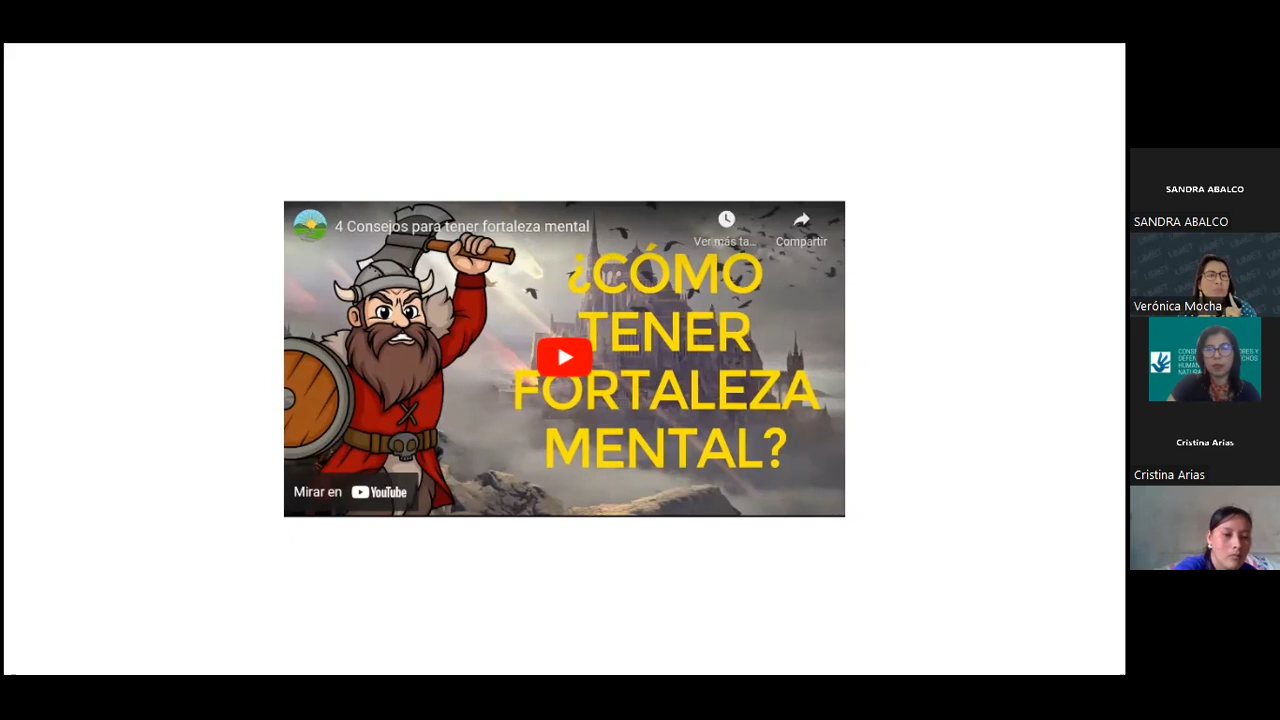 4 Consejos para tener fortaleza mental
Ver más ta...
Compartir
¿CÓMO
TENER
FORTALEZA
MENTAL?
Mirar en YouTube
SANDRA ABALCO
SANDRA ABALCO
Verónica Mocha
Cristina Arias
Cristina Arias